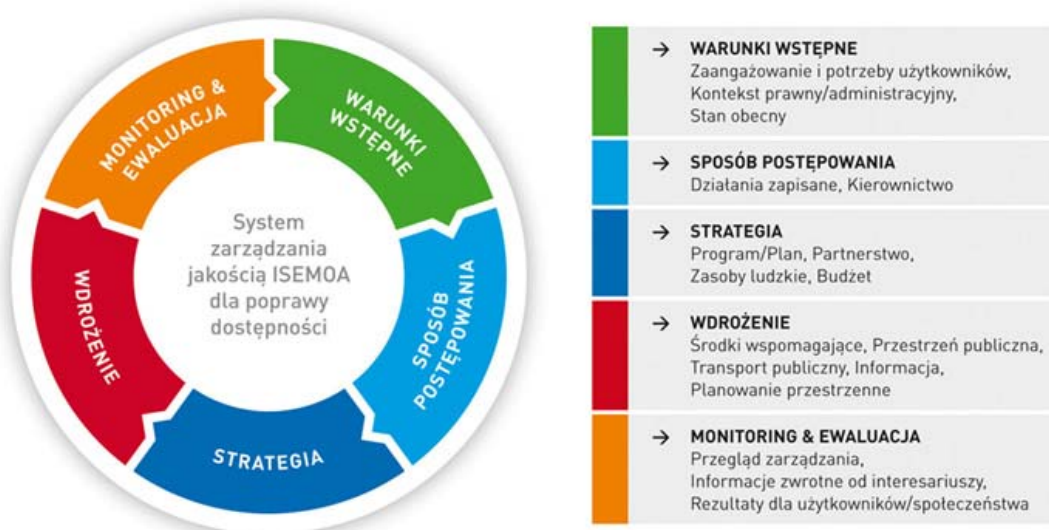 MONITORING &
EWALUACJA
WARUNKI
WSTĘPNE
WDROŻENIE
System
zarządzania
jakością ISEMOA
dla poprawy
dostępności
SPOSÓB
POSTĘPOWANIA
STRATEGIA
→ WARUNKI WSTĘPNE
Zaangażowanie i potrzeby użytkowników,
Kontekst prawny/administracyjny,
Stan obecny
→ SPOSÓB POSTĘPOWANIA
Działania zapisane, Kierownictwo
→ STRATEGIA
Program/Plan, Partnerstwo,
Zasoby ludzkie, Budżet
→ WDROŻENIE
Środki wspomagające, Przestrzeń publiczna,
Transport publiczny, Informacja,
Planowanie przestrzenne
→ MONITORING & EWALUACJA
Przegląd zarządzania,
Informacje zwrotne od interesariuszy,
Rezultaty dla użytkowników/społeczeństwa